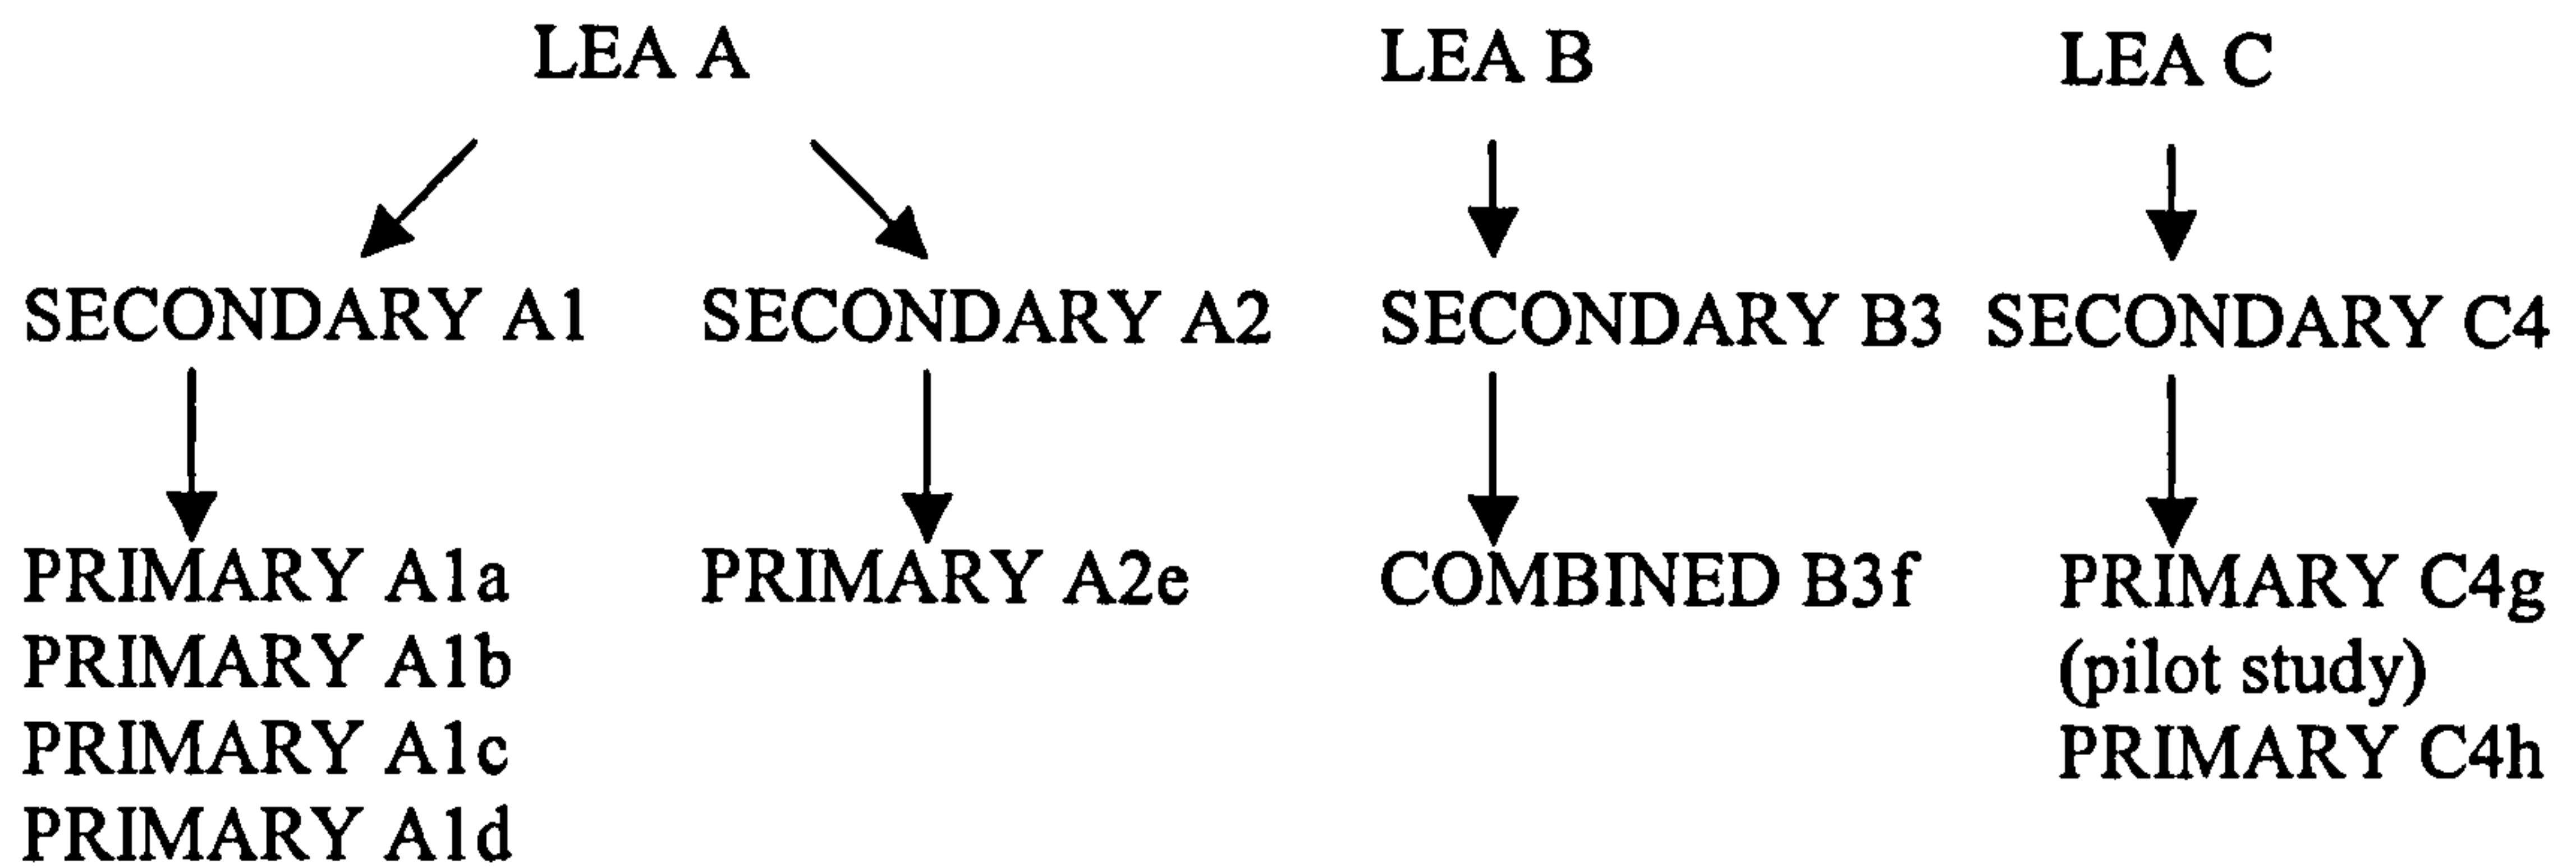 LEA A
LEA B
LEA C
SECONDARY A1
SECONDARY A2
SECONDARY B3
SECONDARY C4
PRIMARY A1a
PRIMARY A1b
PRIMARY A1c
PRIMARY A1d
PRIMARY A2e
COMBINED B3f
PRIMARY C4g
(pilot study)
PRIMARY C4h